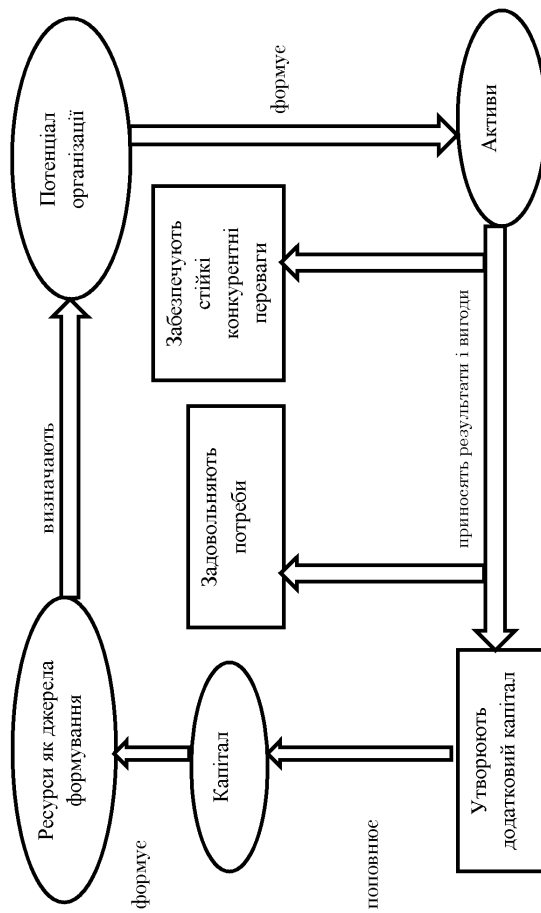 Ресурси як джерела
формування
визначають
Потенціал
організації
формує
Капітал
Задовольняють
потреби
Забезпечують
стійкі
конкурентні
переваги
формує
поповнює
Утворюють
додатковий капітал
приносять результати і вигоди
Активи